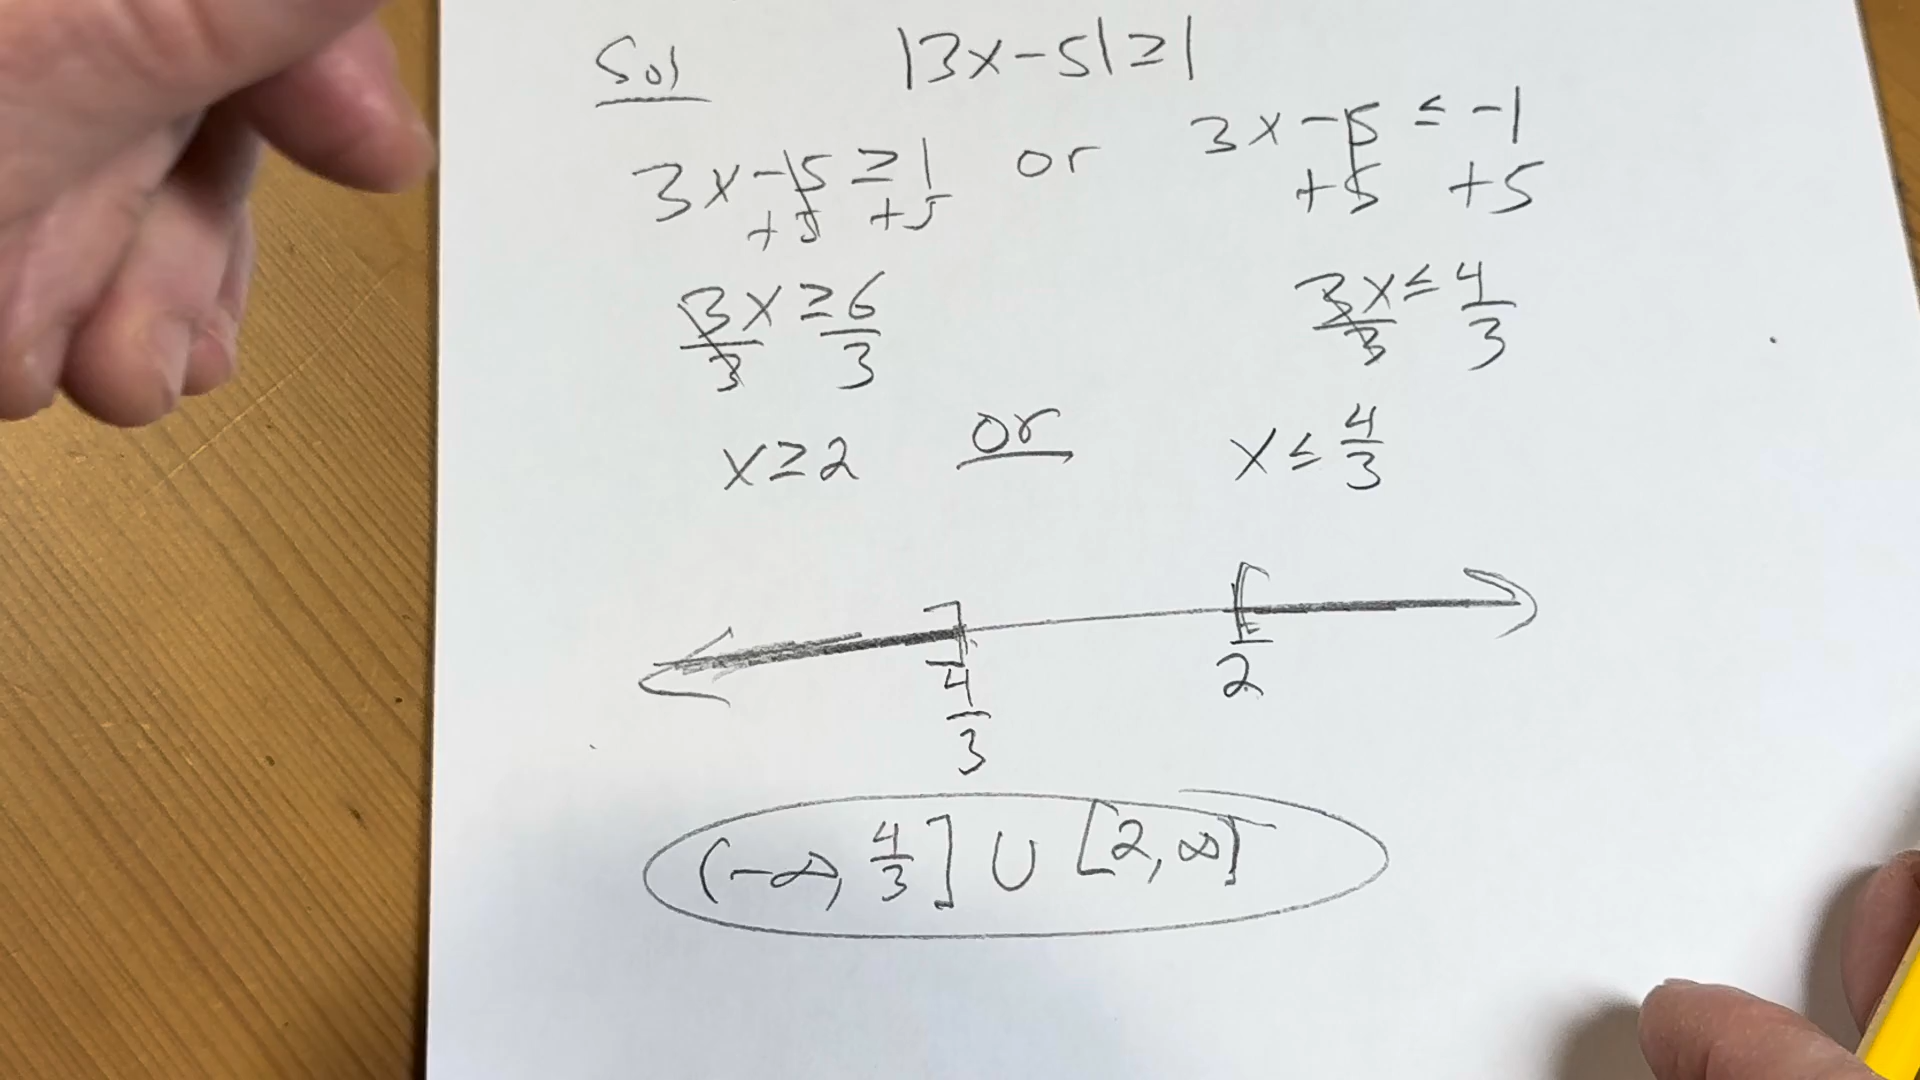 Sol |3x-5|≥1
3x-5≥1 or 3x-5≤-1
+5 +5 +5 +5
3x≥6 3x≤4
3 3 3 3
x≥2 or x≤4/3
4/3 2
(-∞, 4/3] ∪ [2, ∞]